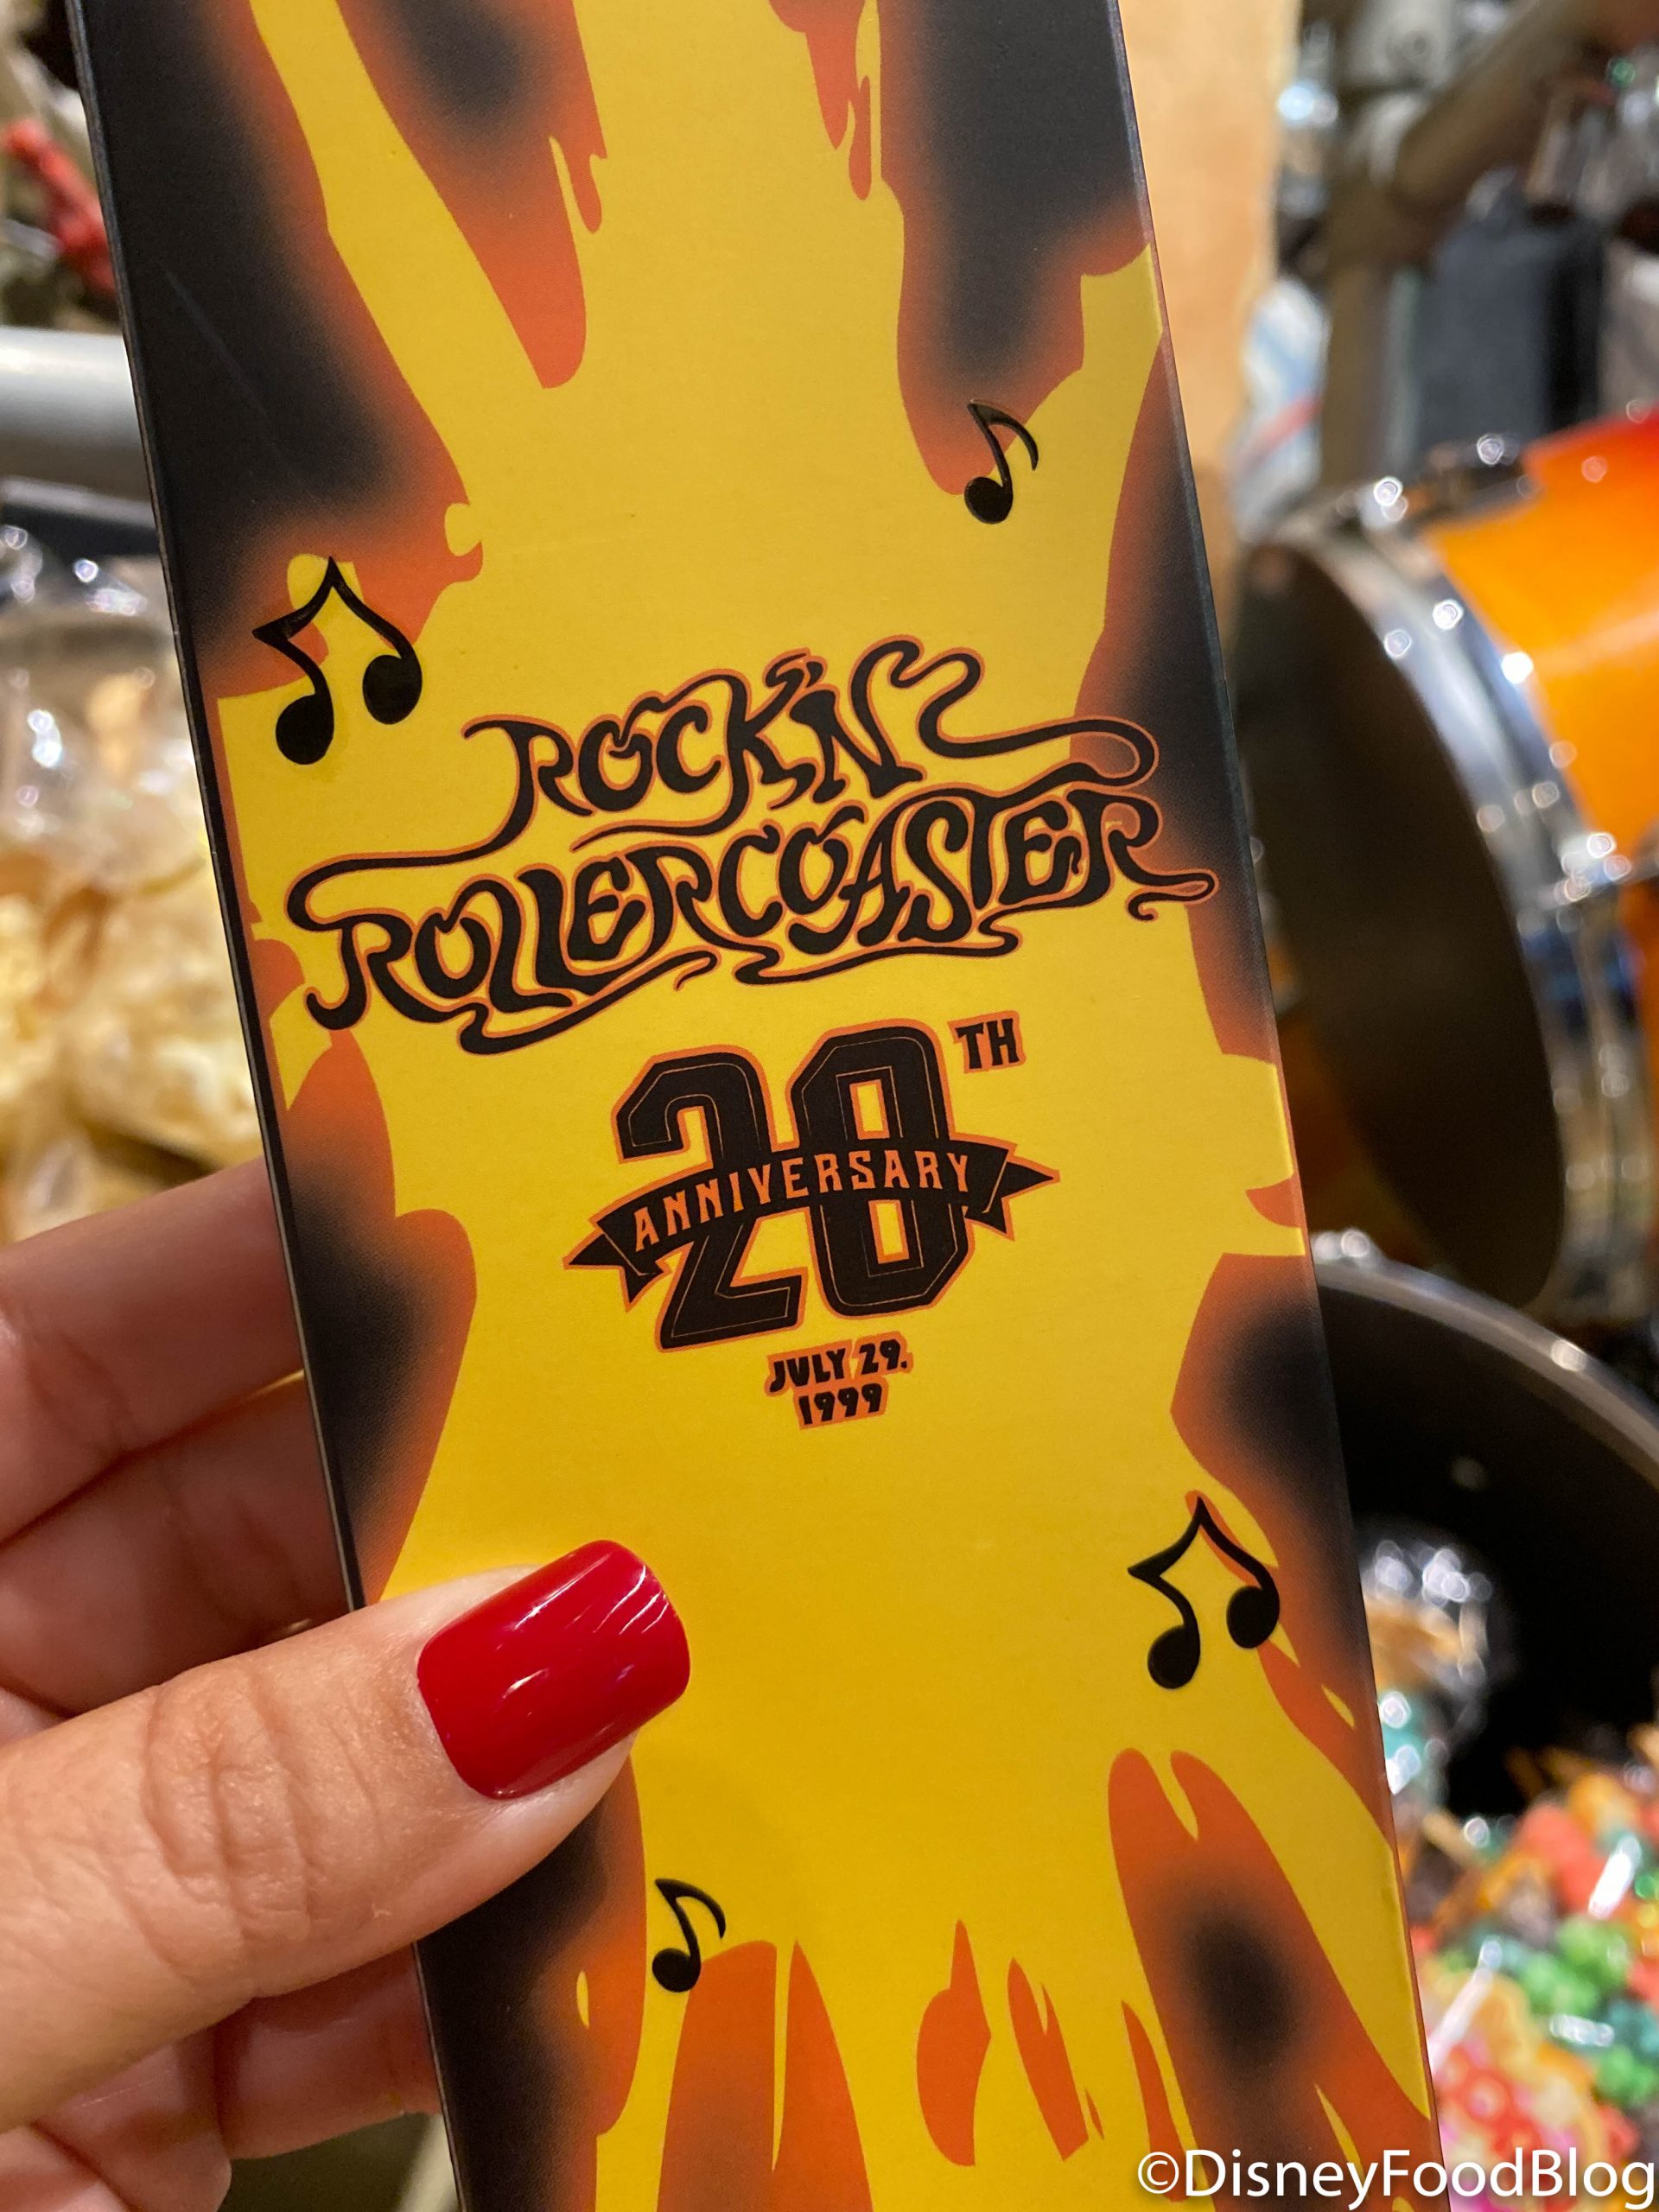 ROCK'N'
ROLLERCOASTER
20TH
ANNIVERSARY
JULY 29,
1999
©DisneyFoodBlog